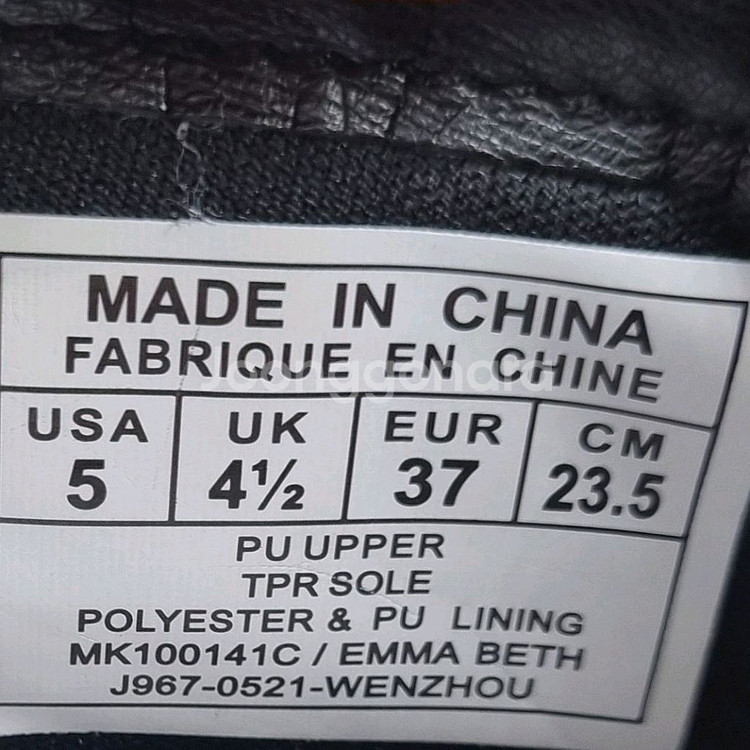 MADE IN CHINA
FABRIQUE EN CHINE
Joonggonara
USA UK EUR CM
5 4½ 37 23.5
PU UPPER
TPR SOLE
POLYESTER & PU LINING
MK100141C / EMMA BETH
J967-0521-WENZHOU